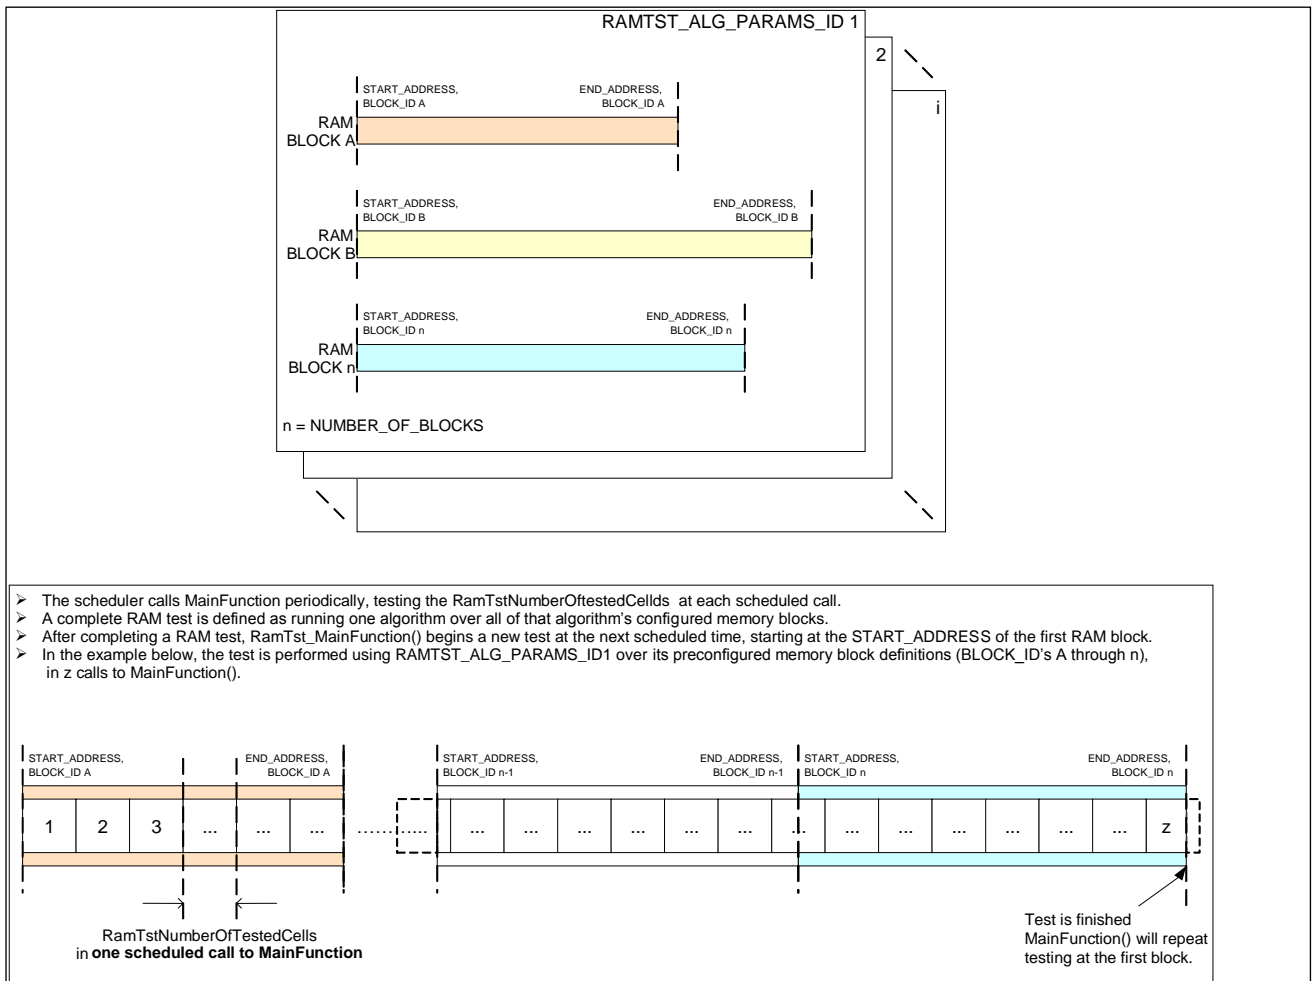 RAMTST_ALG_PARAMS_ID 1
2
i
START_ADDRESS,
BLOCK_ID A
END_ADDRESS,
BLOCK_ID A
RAM
BLOCK A
START_ADDRESS,
BLOCK_ID B
END_ADDRESS,
BLOCK_ID B
RAM
BLOCK B
START_ADDRESS,
BLOCK_ID n
END_ADDRESS,
BLOCK_ID n
RAM
BLOCK n
n = NUMBER_OF_BLOCKS
➢ The scheduler calls MainFunction periodically, testing the RamTstNumberOftestedCellds at each scheduled call.
➢ A complete RAM test is defined as running one algorithm over all of that algorithm's configured memory blocks.
➢ After completing a RAM test, RamTst_MainFunction() begins a new test at the next scheduled time, starting at the START_ADDRESS of the first RAM block.
➢ In the example below, the test is performed using RAMTST_ALG_PARAMS_ID1 over its preconfigured memory block definitions (BLOCK_ID's A through n),
in z calls to MainFunction().
START_ADDRESS,
BLOCK_ID A
END_ADDRESS,
BLOCK_ID A
START_ADDRESS,
BLOCK_ID n-1
END_ADDRESS,
BLOCK_ID n-1
START_ADDRESS,
BLOCK_ID n
END_ADDRESS,
BLOCK_ID n
1 2 3 ... ... ... ........... ... ... ... ... ... ... ... ... ... ... ... ... ... z
RamTstNumberOfTestedCells
in one scheduled call to MainFunction
Test is finished
MainFunction() will repeat
testing at the first block.